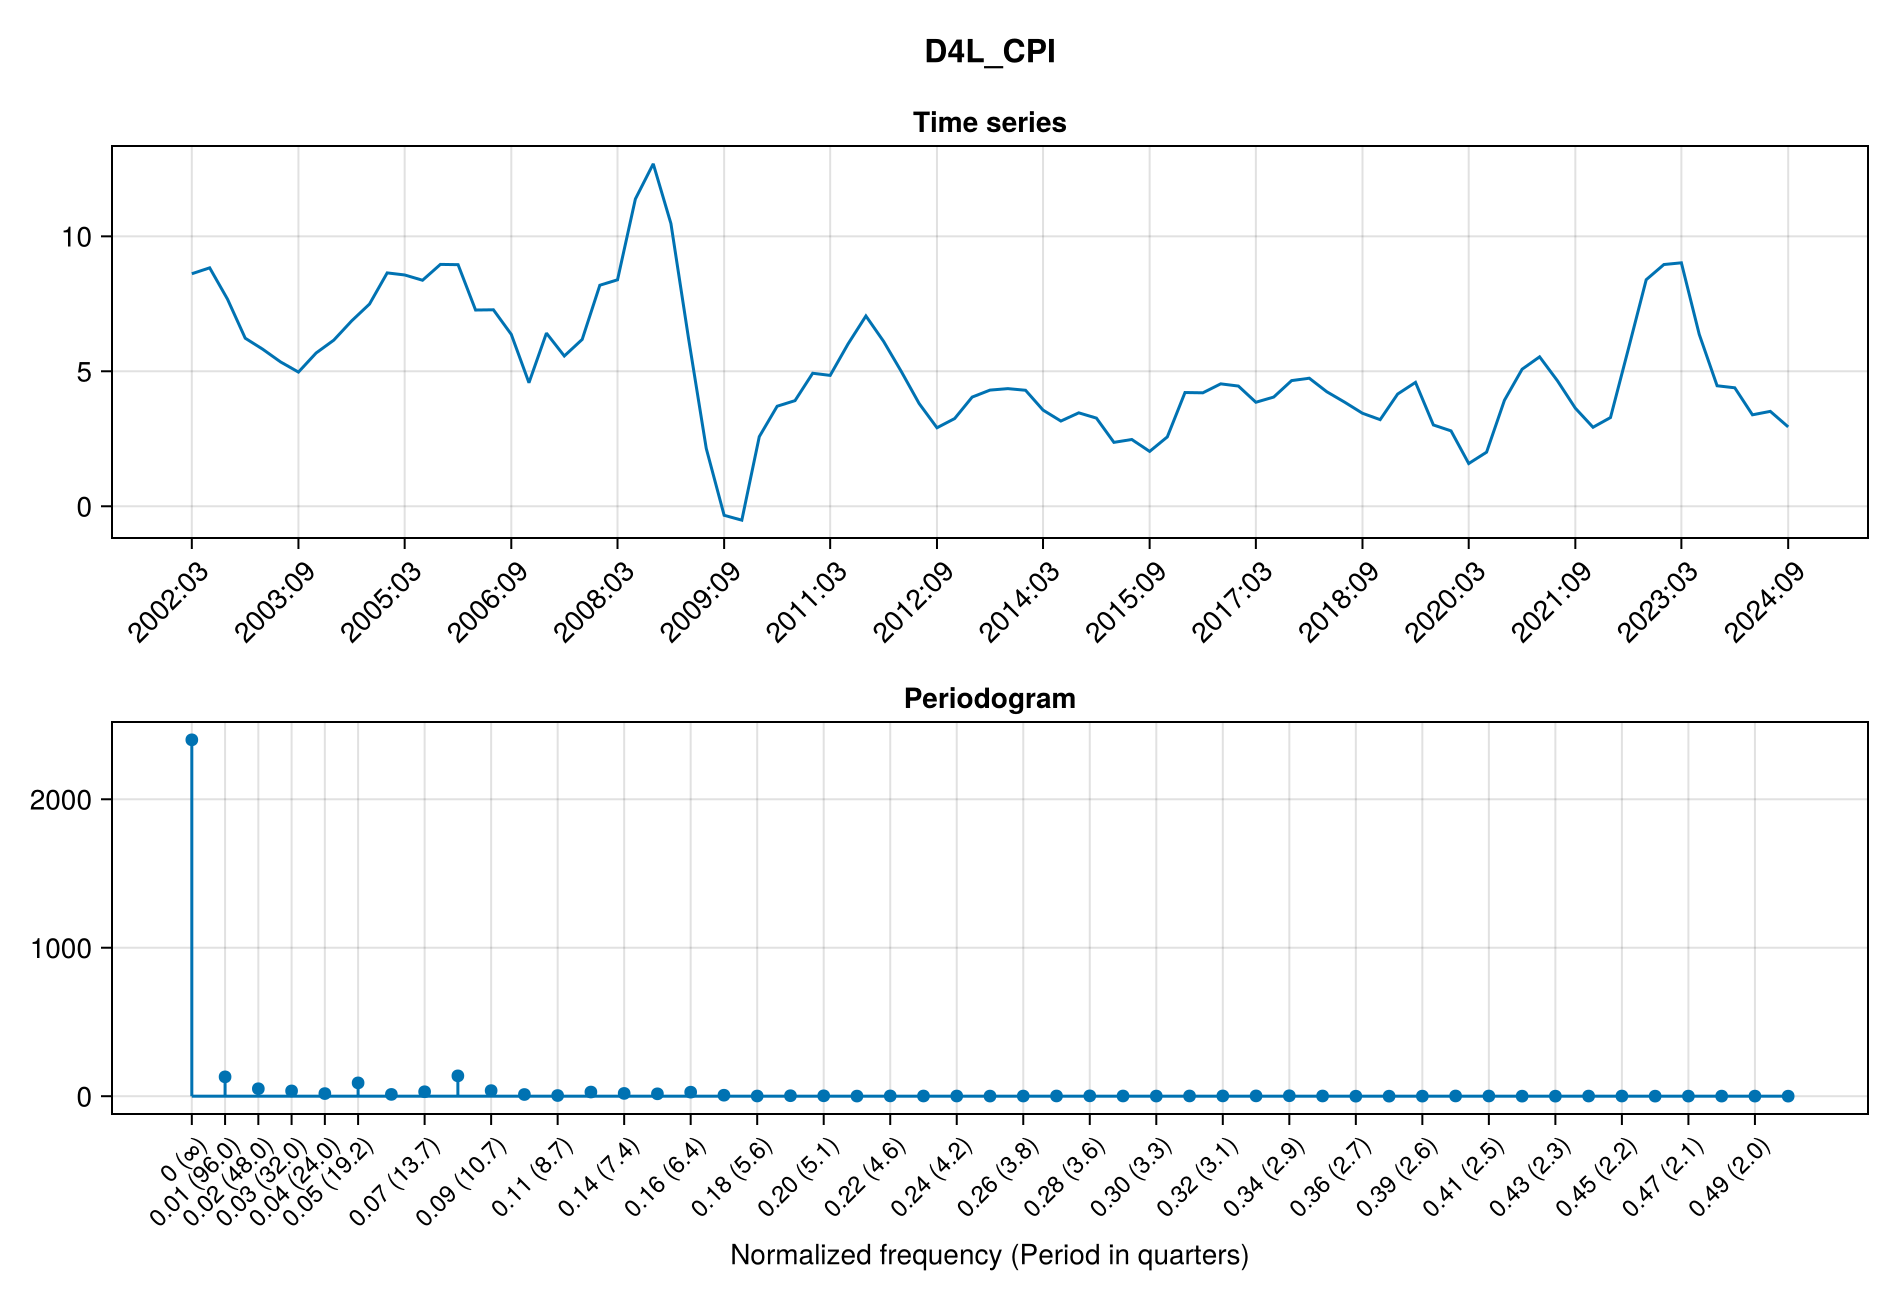 D4L_CPI
Time series
10
5
0
2002:03 2003:09 2005:03 2006:09 2008:03 2009:09 2011:03 2012:09 2014:03 2015:09 2017:03 2018:09 2020:03 2021:09 2023:03 2024:09
Periodogram
2000
1000
0
0 (∞) 0.01 (96.0) 0.02 (48.0) 0.03 (32.0) 0.04 (24.0) 0.05 (19.2) 0.07 (13.7) 0.09 (10.7) 0.11 (8.7) 0.14 (7.4) 0.16 (6.4) 0.18 (5.6) 0.20 (5.1) 0.22 (4.6) 0.24 (4.2) 0.26 (3.8) 0.28 (3.6) 0.30 (3.3) 0.32 (3.1) 0.34 (2.9) 0.36 (2.7) 0.39 (2.6) 0.41 (2.5) 0.43 (2.3) 0.45 (2.2) 0.47 (2.1) 0.49 (2.0)
Normalized frequency (Period in quarters)